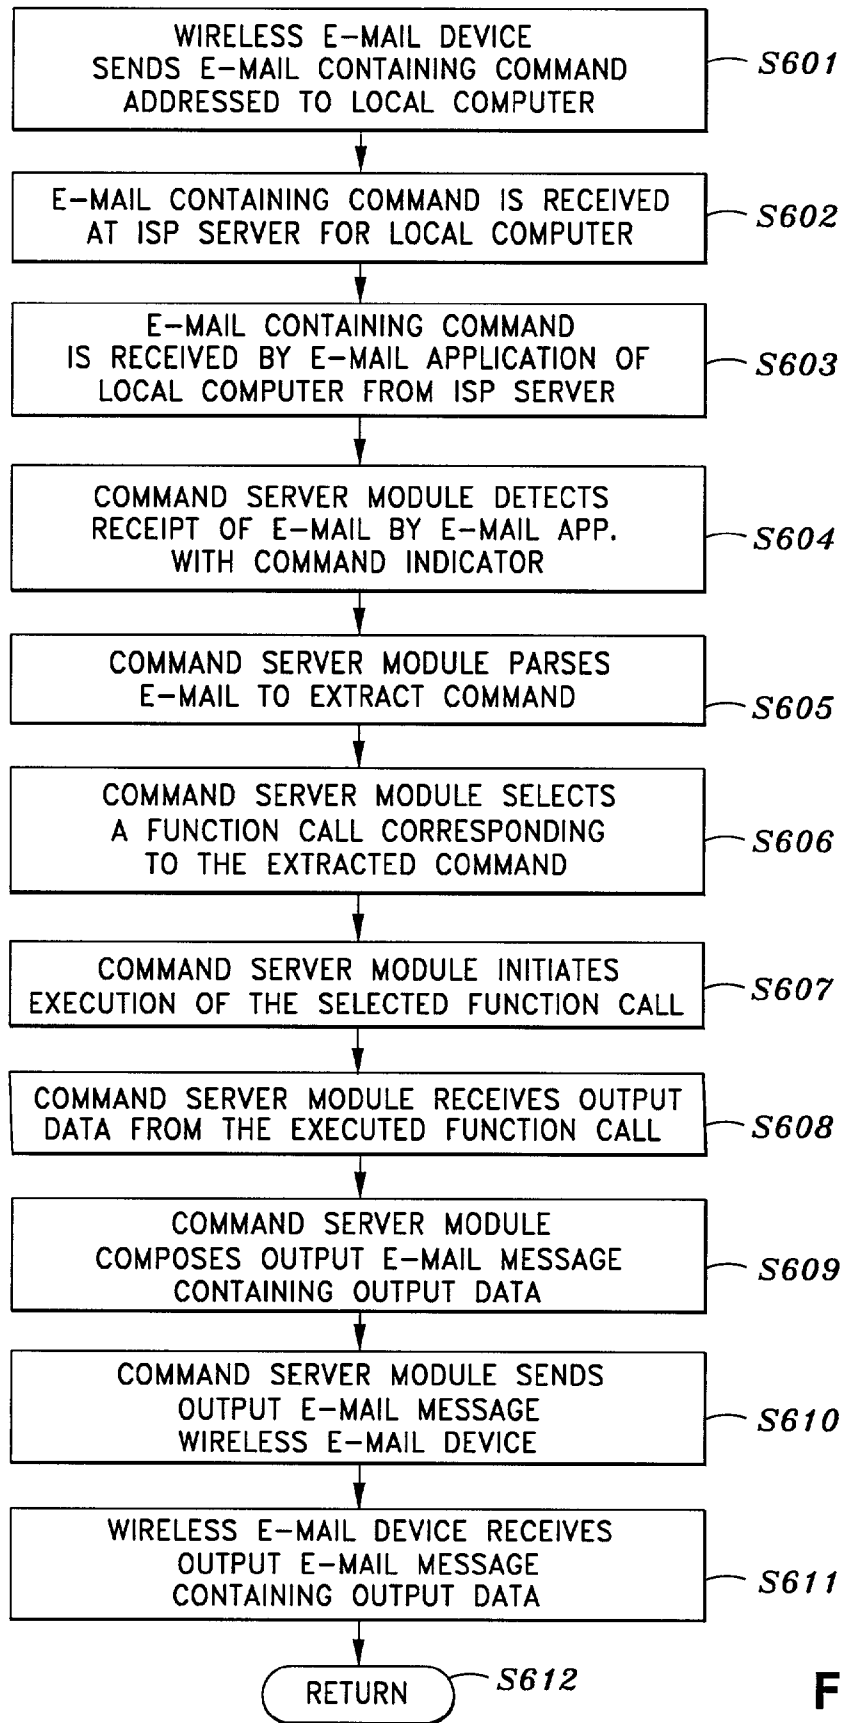 WIRELESS E-MAIL DEVICE
SENDS E-MAIL CONTAINING COMMAND
ADDRESSED TO LOCAL COMPUTER
S601
E-MAIL CONTAINING COMMAND IS RECEIVED
AT ISP SERVER FOR LOCAL COMPUTER
S602
E-MAIL CONTAINING COMMAND
IS RECEIVED BY E-MAIL APPLICATION OF
LOCAL COMPUTER FROM ISP SERVER
S603
COMMAND SERVER MODULE DETECTS
RECEIPT OF E-MAIL BY E-MAIL APP.
WITH COMMAND INDICATOR
S604
COMMAND SERVER MODULE PARSES
E-MAIL TO EXTRACT COMMAND
S605
COMMAND SERVER MODULE SELECTS
A FUNCTION CALL CORRESPONDING
TO THE EXTRACTED COMMAND
S606
COMMAND SERVER MODULE INITIATES
EXECUTION OF THE SELECTED FUNCTION CALL
S607
COMMAND SERVER MODULE RECEIVES OUTPUT
DATA FROM THE EXECUTED FUNCTION CALL
S608
COMMAND SERVER MODULE
COMPOSES OUTPUT E-MAIL MESSAGE
CONTAINING OUTPUT DATA
S609
COMMAND SERVER MODULE SENDS
OUTPUT E-MAIL MESSAGE
WIRELESS E-MAIL DEVICE
S610
WIRELESS E-MAIL DEVICE RECEIVES
OUTPUT E-MAIL MESSAGE
CONTAINING OUTPUT DATA
S611
RETURN
S612
F